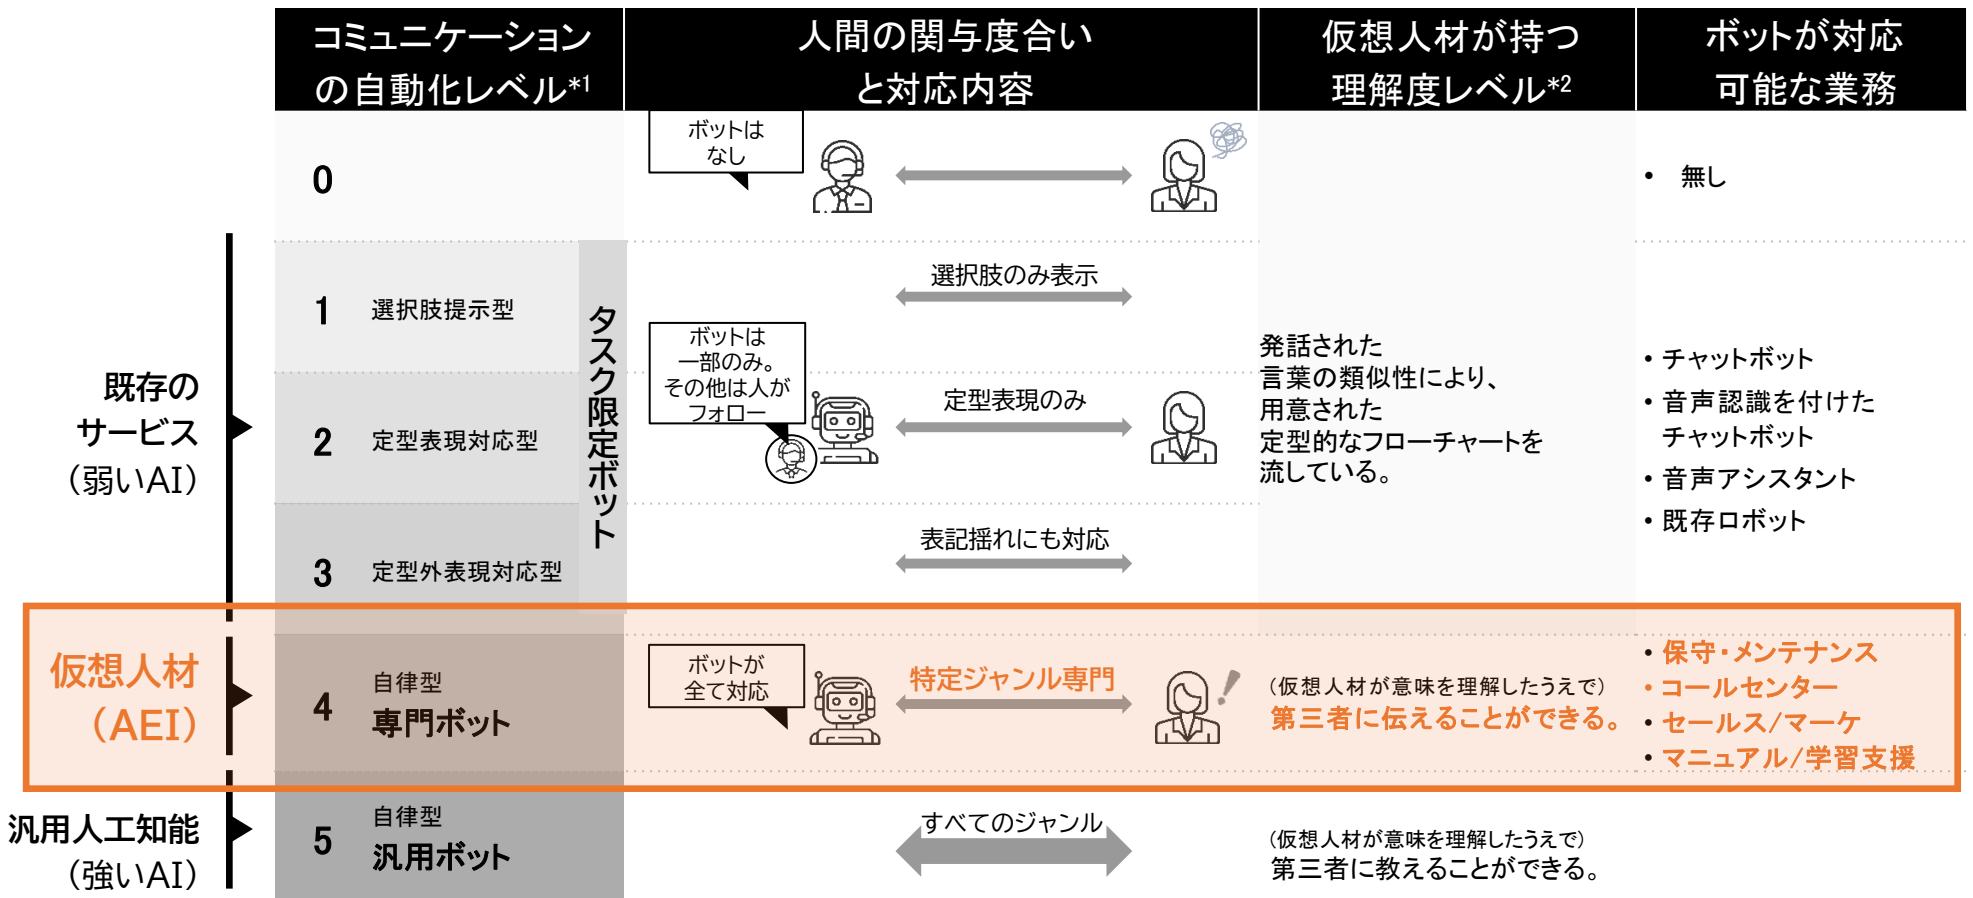 コミュニケーション
の自動化レベル*1
人間の関与度合い
と対応内容
仮想人材が持つ
理解度レベル*2
ボットが対応
可能な業務
0
ボットは
なし
• 無し
既存の
サービス
（弱いAI）
タスク限定ボット
1 選択肢提示型
選択肢のみ表示
2 定型表現対応型
ボットは
一部のみ。
その他は人が
フォロー
定型表現のみ
3 定型外表現対応型
表記揺れにも対応
発話された
言葉の類似性により、
用意された
定型的なフローチャートを
流している。
• チャットボット
• 音声認識を付けた
チャットボット
• 音声アシスタント
• 既存ロボット
仮想人材
（AEI）
4
自律型
専門ボット
ボットが
全て対応
特定ジャンル専門
（仮想人材が意味を理解したうえで）
第三者に伝えることができる。
• 保守・メンテナンス
• コールセンター
• セールス/マーケ
• マニュアル/学習支援
汎用人工知能
（強いAI）
5
自律型
汎用ボット
すべてのジャンル
（仮想人材が意味を理解したうえで）
第三者に教えることができる。